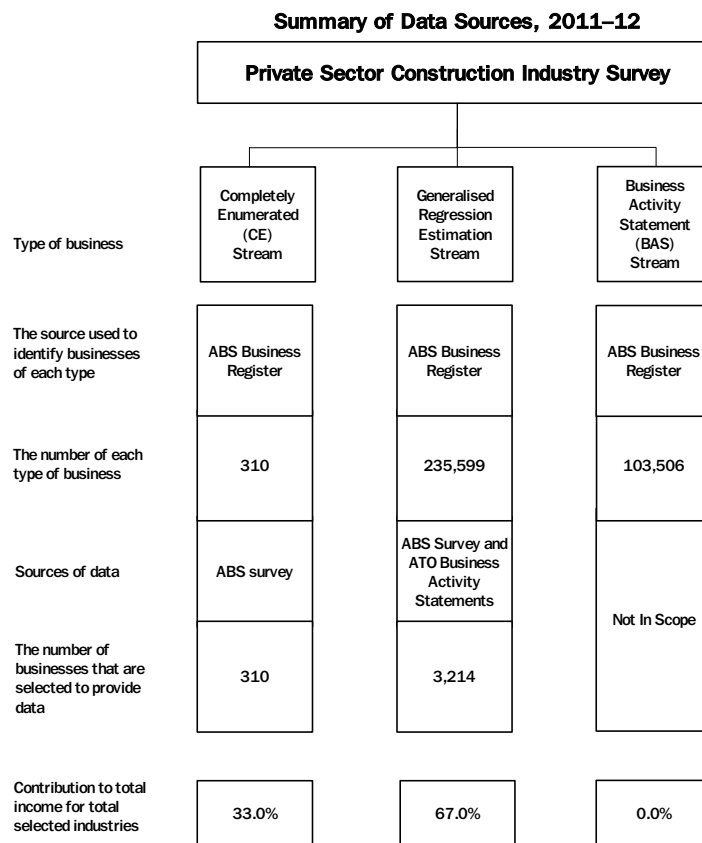 Summary of Data Sources, 2011–12
Private Sector Construction Industry Survey
Type of business
Completely
Enumerated
(CE)
Stream
Generalised
Regression
Estimation
Stream
Business
Activity
Statement
(BAS)
Stream
The source used to
identify businesses
of each type
ABS Business
Register
ABS Business
Register
ABS Business
Register
The number of each
type of business
310
235,599
103,506
Sources of data
ABS survey
ABS Survey and
ATO Business
Activity
Statements
Not In Scope
The number of
businesses that are
selected to provide
data
310
3,214
Contribution to total
income for total
selected industries
33.0%
67.0%
0.0%